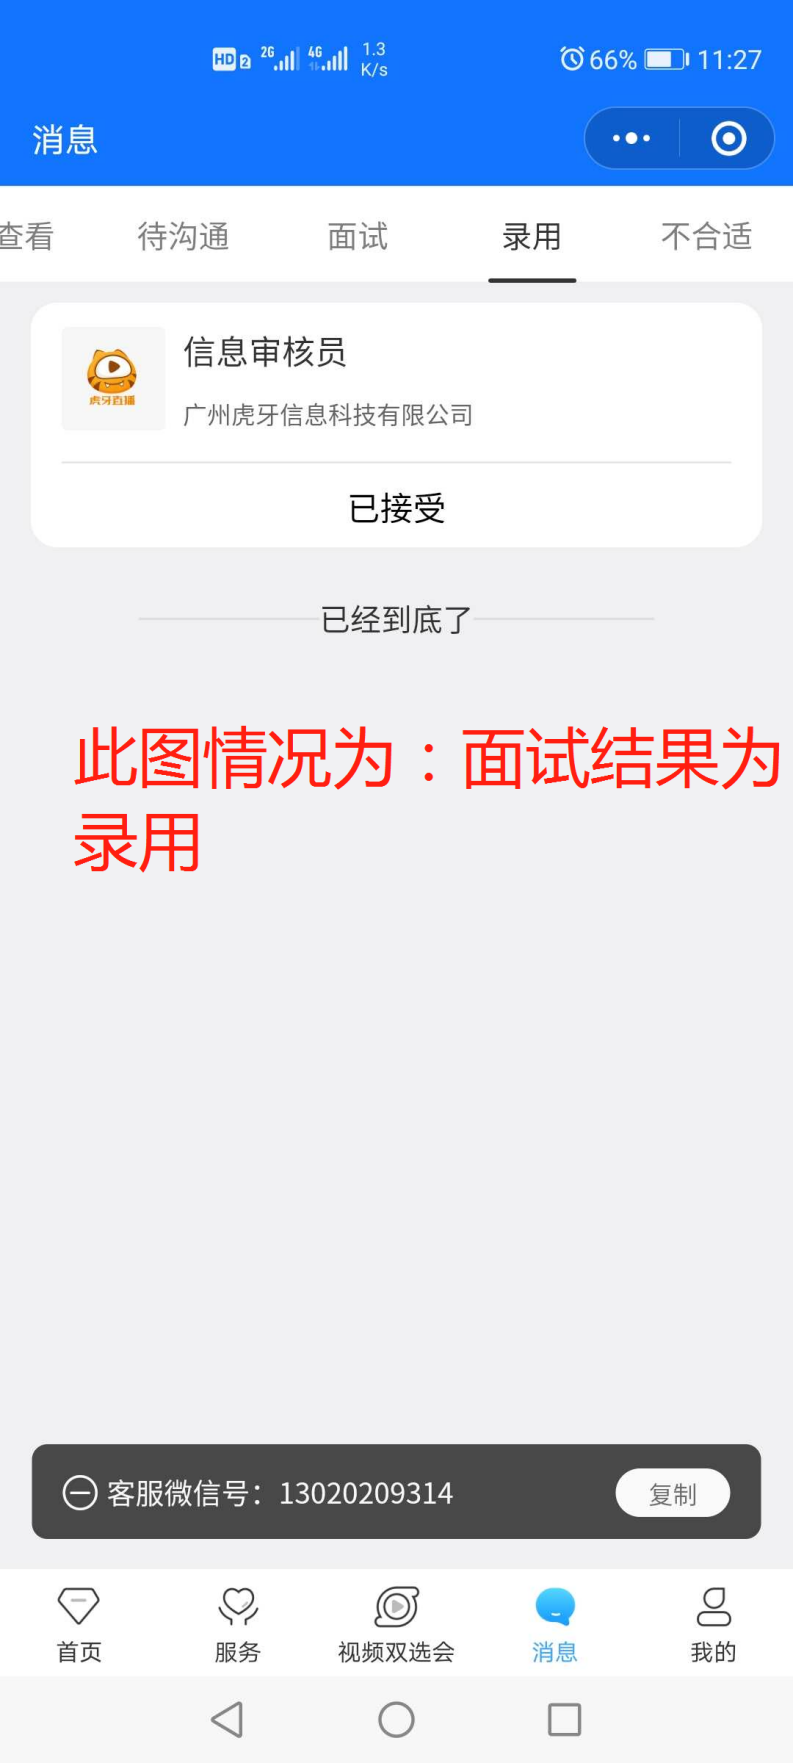 HD 2 2G 4G 1.3 K/s 66% 11:27
消息
查看 待沟通 面试 录用 不合适
信息审核员
虎牙直播
广州虎牙信息科技有限公司
已接受
已经到底了
此图情况为：面试结果为
录用
客服微信号：13020209314 复制
首页 服务 视频双选会 消息 我的